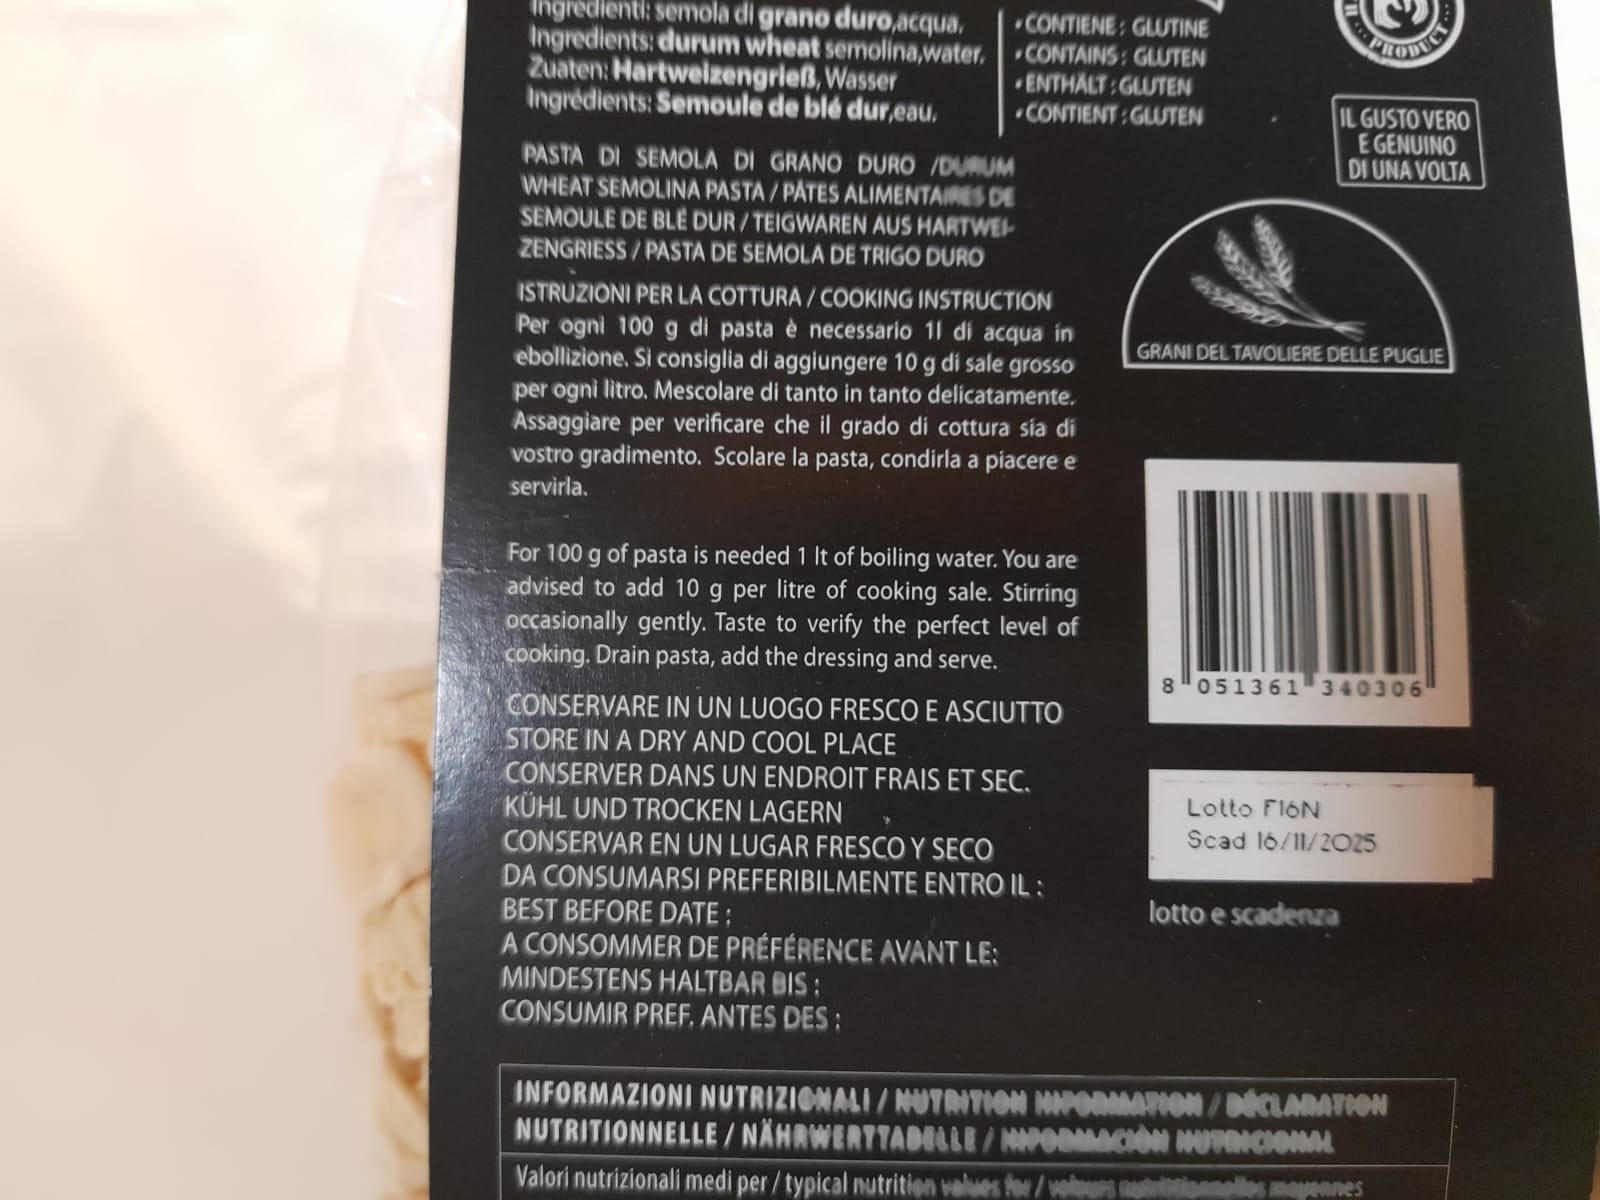 Ingredienti: semola di grano duro,acqua.
Ingredients: durum wheat semolina,water.
Zuaten: Hartweizengrieß, Wasser
Ingrédients: Semoule de blé dur,eau.
•CONTIENE: GLUTINE
•CONTAINS: GLUTEN
•ENTHÄLT :GLUTEN
•CONTIENT :GLUTEN
PRODUCT
IL GUSTO VERO
E GENUINO
DI UNA VOLTA
PASTA DI SEMOLA DI GRANO DURO /DURUM
WHEAT SEMOLINA PASTA / PÂTES ALIMENTAIRES DE
SEMOULE DE BLÉ DUR / TEIGWAREN AUS HARTWEI-
ZENGRIESS / PASTA DE SEMOLA DE TRIGO DURO
GRANI DEL TAVOLIERE DELLE PUGLIE
ISTRUZIONI PER LA COTTURA / COOKING INSTRUCTION
Per ogni 100 g di pasta è necessario 1l di acqua in
ebollizione. Si consiglia di aggiungere 10 g di sale grosso
per ogni litro. Mescolare di tanto in tanto delicatamente.
Assaggiare per verificare che il grado di cottura sia di
vostro gradimento. Scolare la pasta, condirla a piacere e
servirla.
For 100 g of pasta is needed 1 lt of boiling water. You are
advised to add 10 g per litre of cooking sale. Stirring
occasionally gently. Taste to verify the perfect level of
cooking. Drain pasta, add the dressing and serve.
8 051361 340306
CONSERVARE IN UN LUOGO FRESCO E ASCIUTTO
STORE IN A DRY AND COOL PLACE
CONSERVER DANS UN ENDROIT FRAIS ET SEC.
KÜHL UND TROCKEN LAGERN
CONSERVAR EN UN LUGAR FRESCO Y SECO
DA CONSUMARSI PREFERIBILMENTE ENTRO IL :
BEST BEFORE DATE :
A CONSOMMER DE PRÉFÉRENCE AVANT LE:
MINDESTENS HALTBAR BIS :
CONSUMIR PREF. ANTES DES :
Lotto F16N
Scad 16/11/2025
lotto e scadenza
INFORMAZIONI NUTRIZIONALI / NUTRITION INFORMATION / DÉCLARATION
NUTRITIONNELLE / NÄHRWERTTABELLE / INFORMACIÓN NUTRICIONAL
Valori nutrizionali medi per / typical nutrition values for / valeurs nutritionnelles moyennes